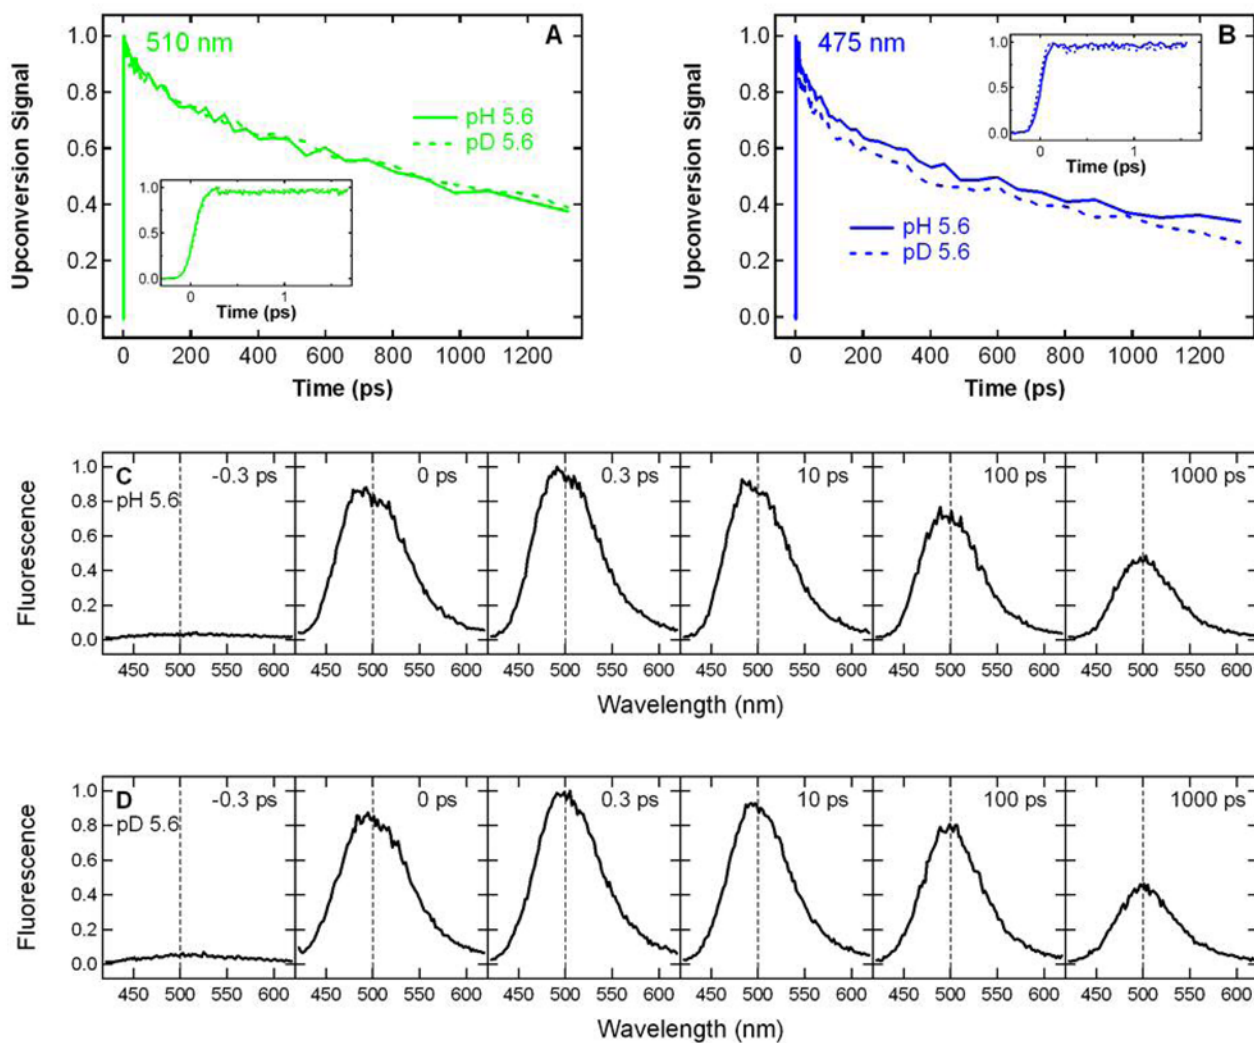 510 nm
A
Upconversion Signal
1.0
0.8
0.6
0.4
0.2
0.0
pH 5.6
pD 5.6
1.0
0.5
0.0
0 1
Time (ps)
0 200 400 600 800 1000 1200
Time (ps)
475 nm
B
Upconversion Signal
1.0
0.8
0.6
0.4
0.2
0.0
1.0
0.5
0.0
0 1
Time (ps)
pH 5.6
pD 5.6
0 200 400 600 800 1000 1200
Time (ps)
Fluorescence
1.0
0.8
0.6
0.4
0.2
0.0
C -0.3 ps 0 ps 0.3 ps 10 ps 100 ps 1000 ps
pH 5.6
450 500 550 600 450 500 550 600 450 500 550 600 450 500 550 600 450 500 550 600 450 500 550 600
Wavelength (nm)
Fluorescence
1.0
0.8
0.6
0.4
0.2
0.0
D -0.3 ps 0 ps 0.3 ps 10 ps 100 ps 1000 ps
pD 5.6
450 500 550 600 450 500 550 600 450 500 550 600 450 500 550 600 450 500 550 600 450 500 550 600
Wavelength (nm)